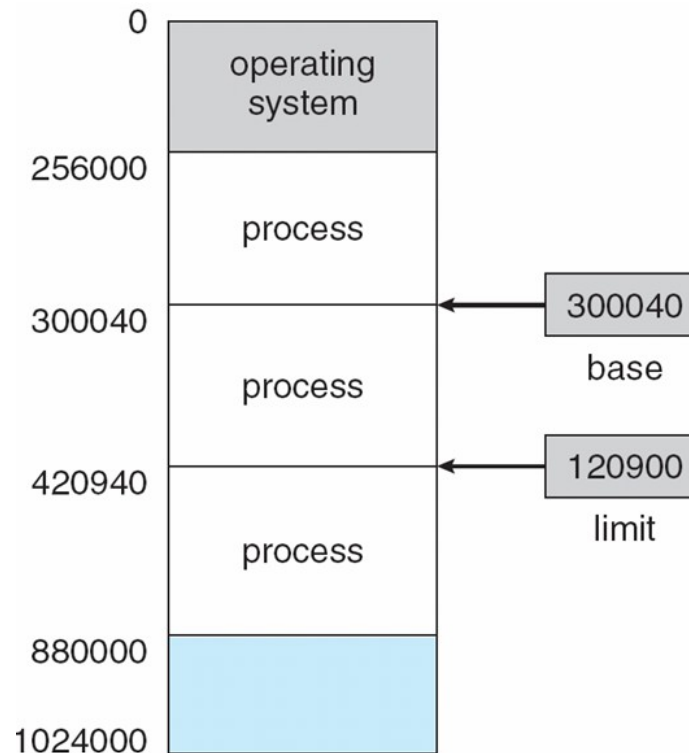 0
operating
system
256000
process
300040
300040
base
process
420940
120900
limit
process
880000
1024000